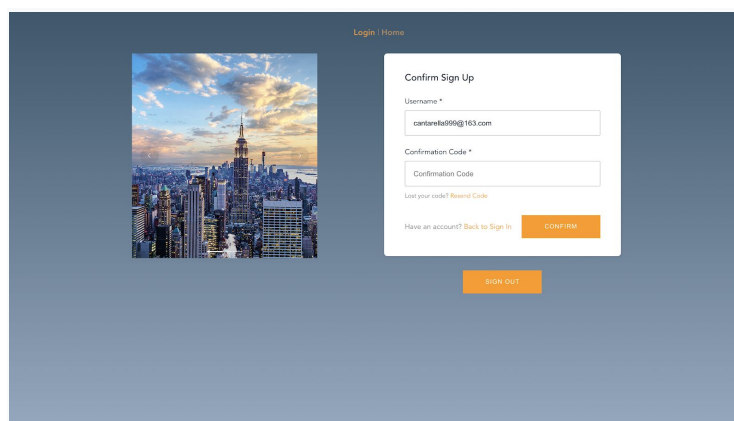 Login | Home
Confirm Sign Up
Username *
cantarella999@163.com
Confirmation Code *
Confirmation Code
Lost your code? Resend Code
Have an account? Back to Sign In
CONFIRM
SIGN OUT